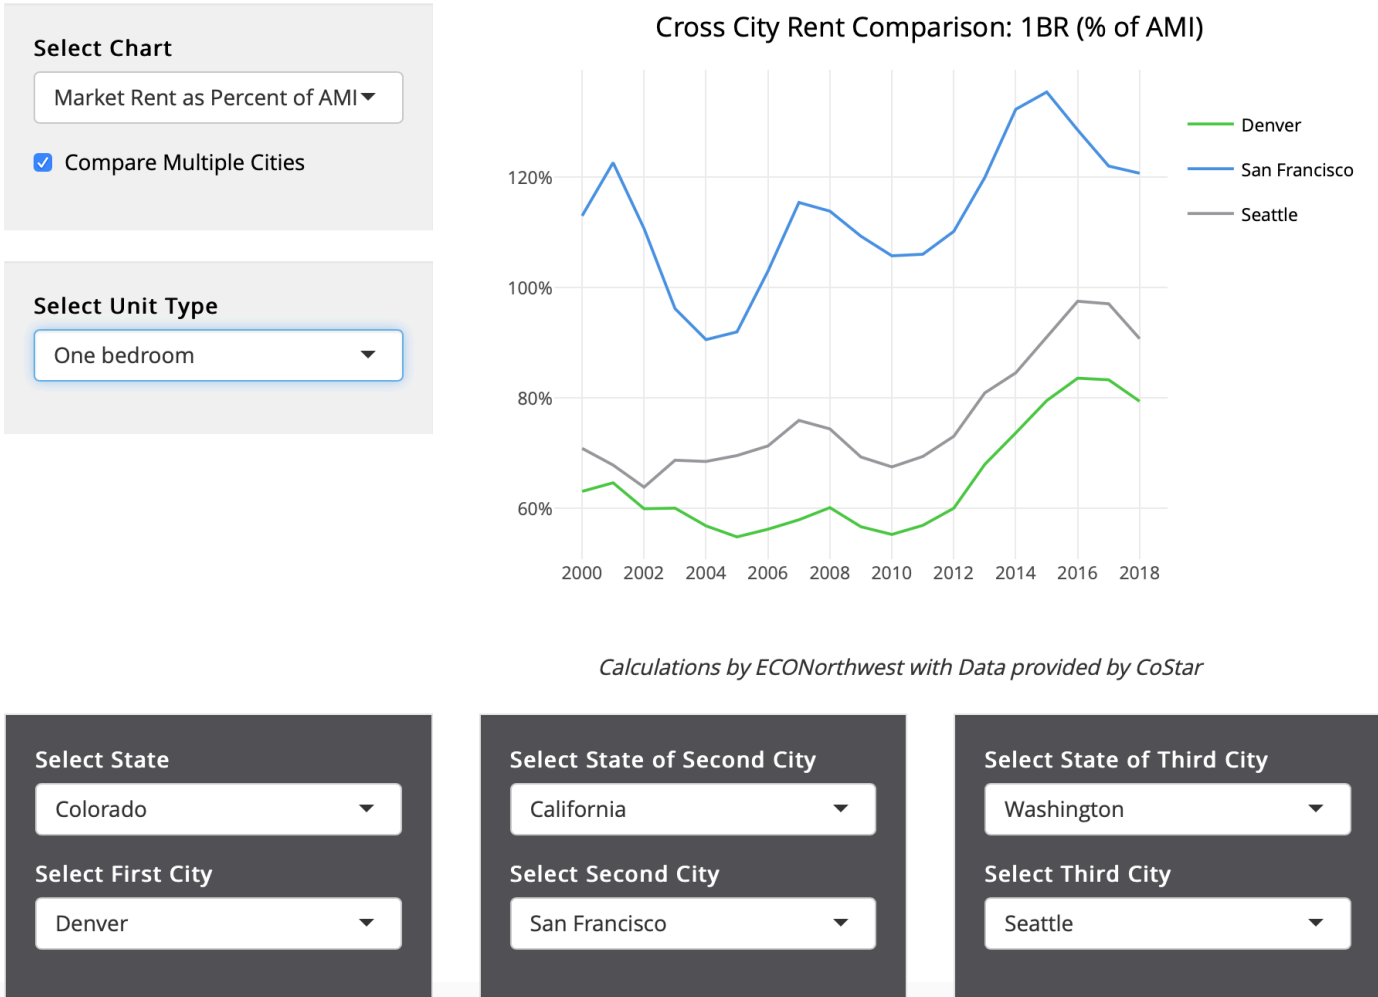 Select Chart
Market Rent as Percent of AMI
Compare Multiple Cities
Select Unit Type
One bedroom
Cross City Rent Comparison: 1BR (% of AMI)
120%
100%
80%
60%
2000 2002 2004 2006 2008 2010 2012 2014 2016 2018
Denver
San Francisco
Seattle
Calculations by ECONorthwest with Data provided by CoStar
Select State
Colorado
Select First City
Denver
Select State of Second City
California
Select Second City
San Francisco
Select State of Third City
Washington
Select Third City
Seattle